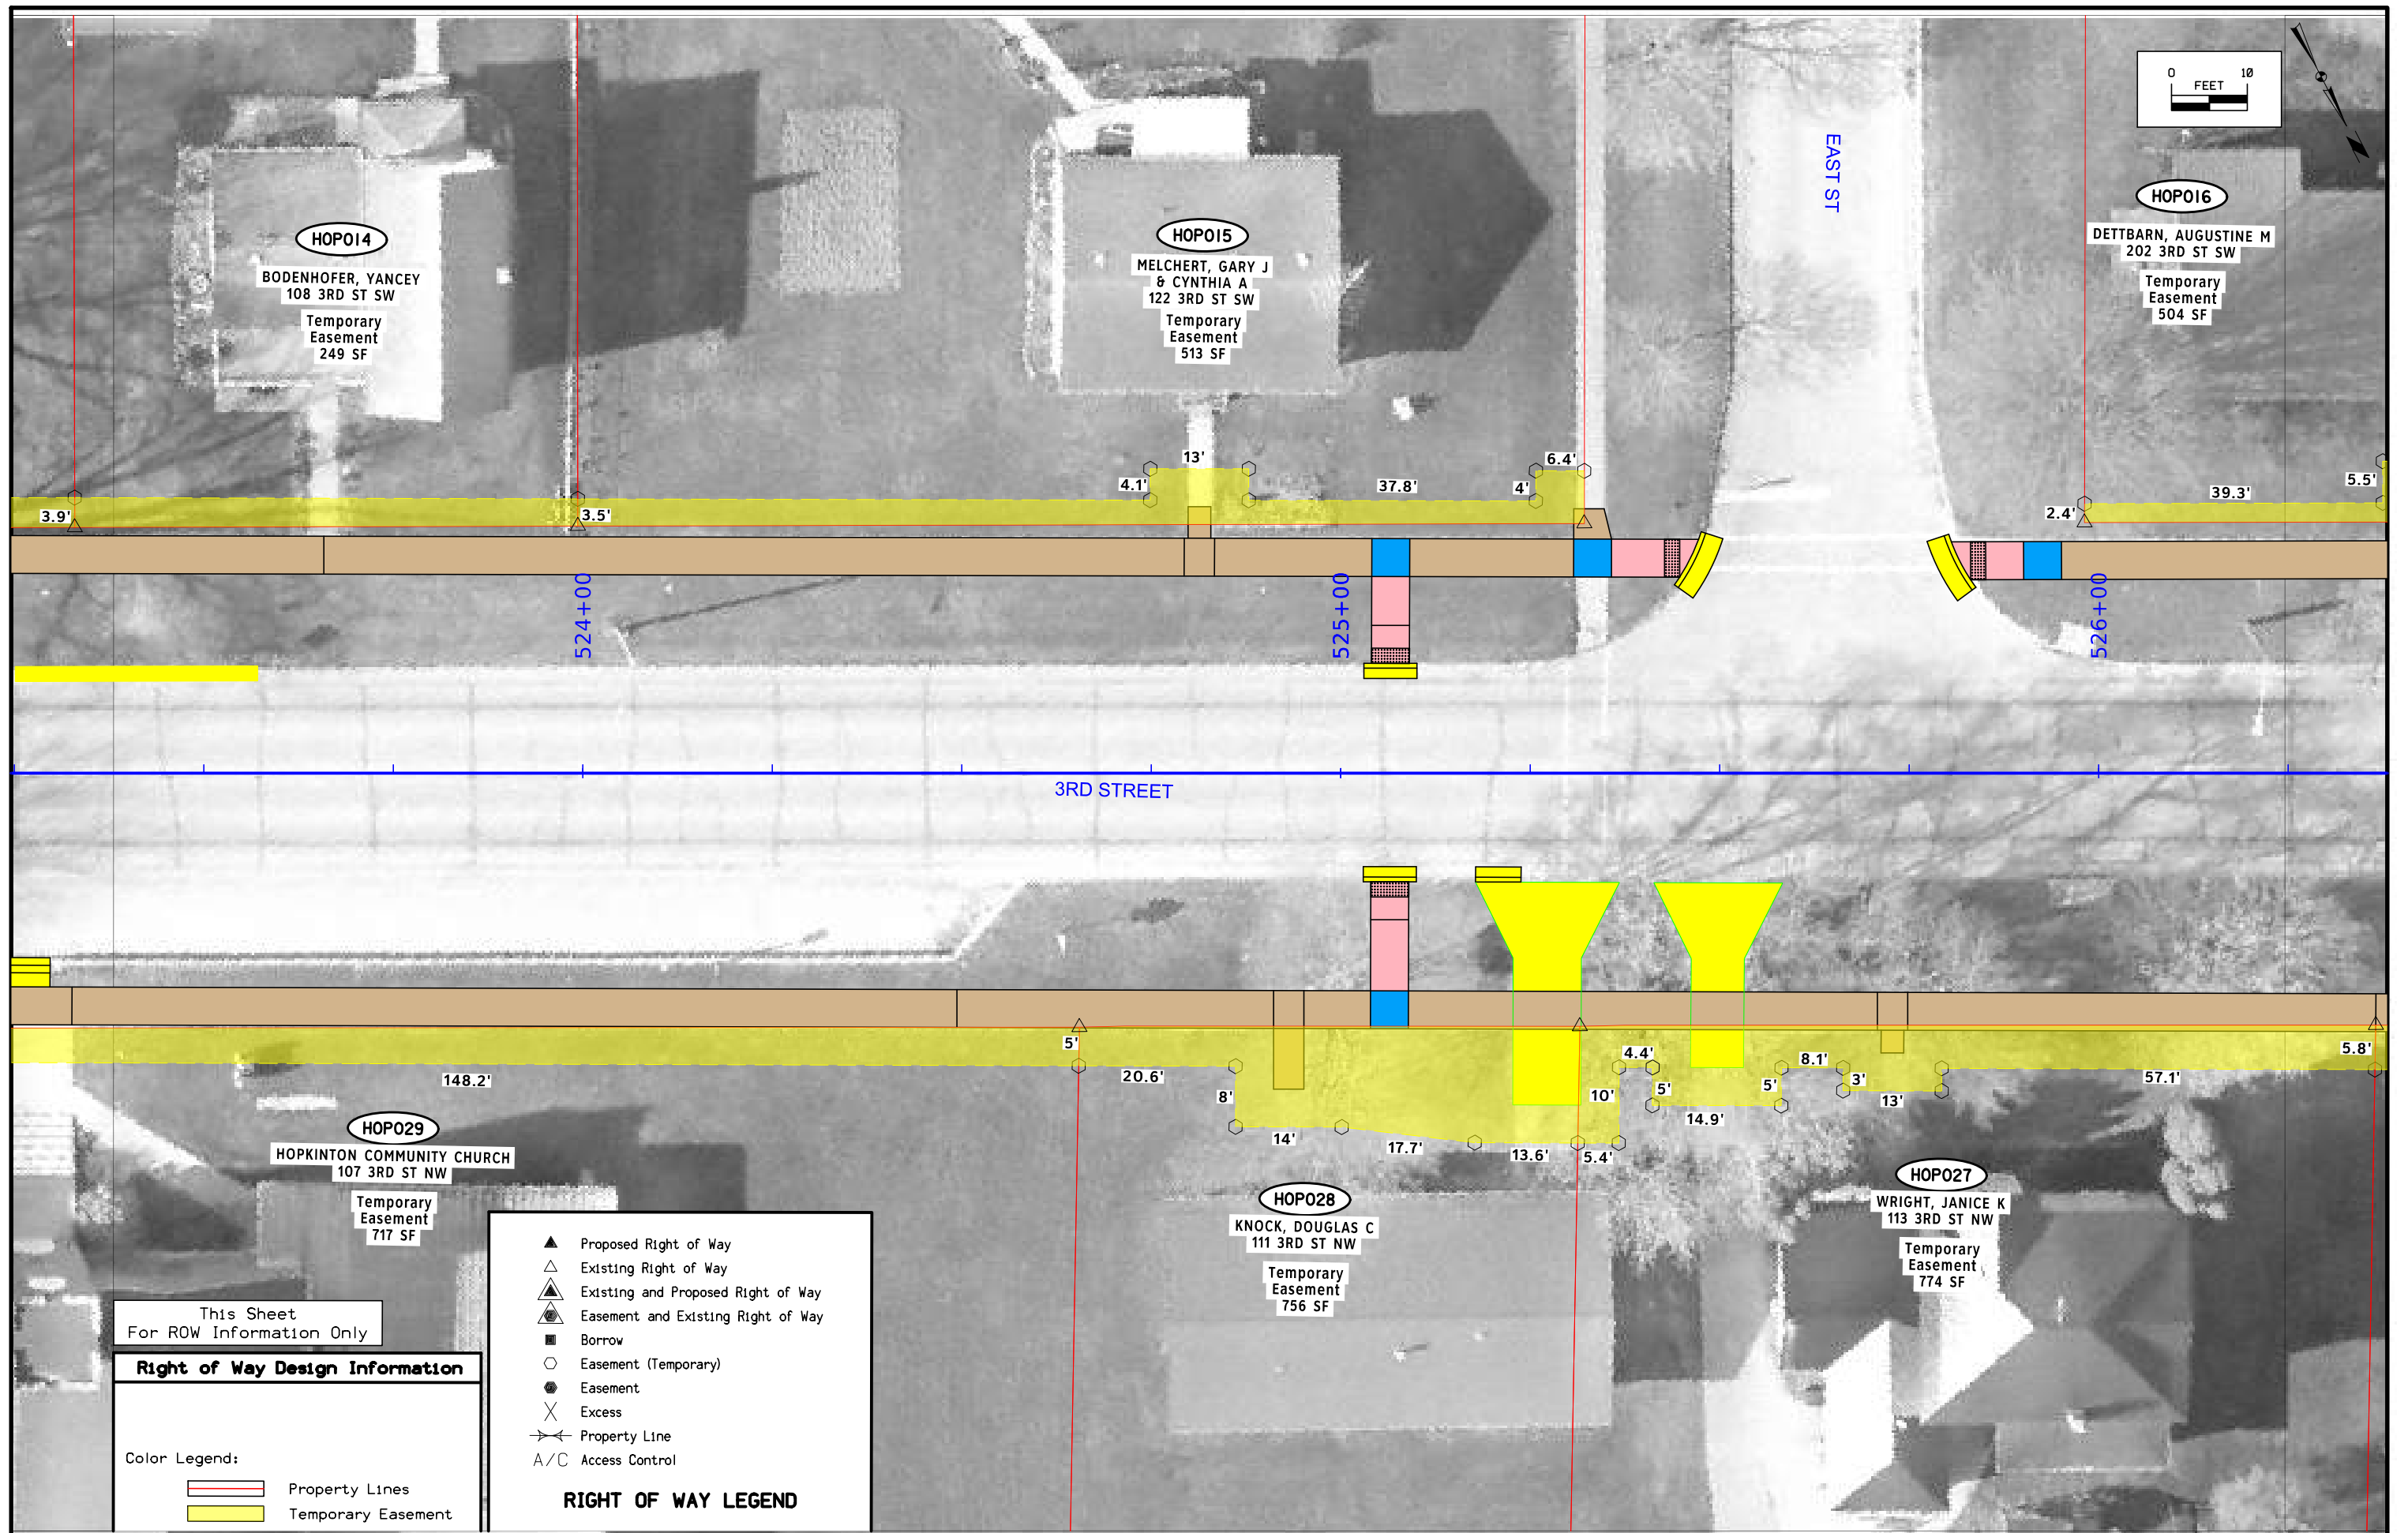 0 10
FEET
EAST ST
HOP014
BODENHOFER, YANCEY
108 3RD ST SW
Temporary
Easement
249 SF
HOP015
MELCHERT, GARY J
& CYNTHIA A
122 3RD ST SW
Temporary
Easement
513 SF
HOP016
DETTBARN, AUGUSTINE M
202 3RD ST SW
Temporary
Easement
504 SF
3.9'
3.5'
4.1'
13'
37.8'
4'
6.4'
2.4'
39.3'
5.5'
524+00
525+00
526+00
3RD STREET
148.2'
5'
20.6'
8'
14'
17.7'
13.6'
5.4'
10'
4.4'
5'
14.9'
5'
8.1'
3'
13'
57.1'
5.8'
HOP029
HOPKINTON COMMUNITY CHURCH
107 3RD ST NW
Temporary
Easement
717 SF
HOP028
KNOCK, DOUGLAS C
111 3RD ST NW
Temporary
Easement
756 SF
HOP027
WRIGHT, JANICE K
113 3RD ST NW
Temporary
Easement
774 SF
This Sheet
For ROW Information Only
Right of Way Design Information
Color Legend:
Property Lines
Temporary Easement
Proposed Right of Way
Existing Right of Way
Existing and Proposed Right of Way
Easement and Existing Right of Way
Borrow
Easement (Temporary)
Easement
Excess
Property Line
A/C Access Control
RIGHT OF WAY LEGEND